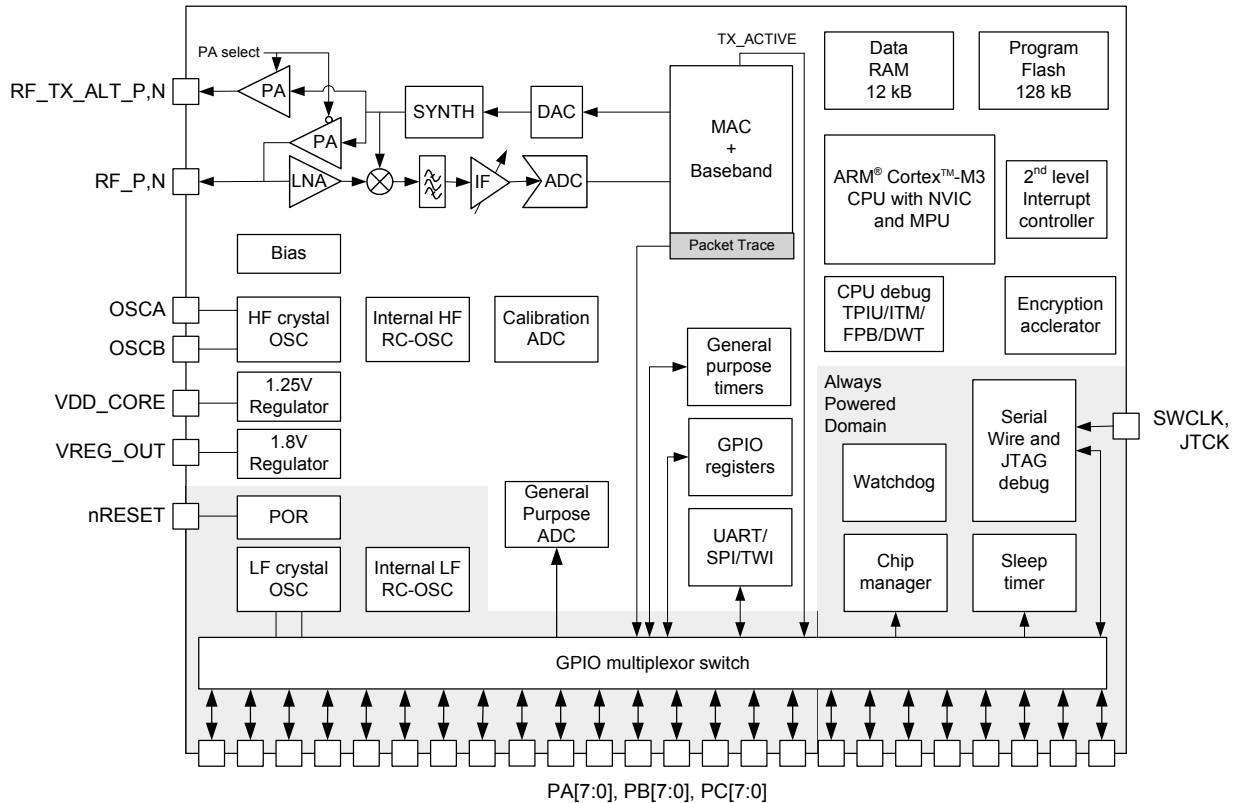 TX_ACTIVE
PA select
Data
RAM
12 kB
Program
Flash
128 kB
RF_TX_ALT_P,N
PA
SYNTH
DAC
MAC
+
Baseband
PA
RF_P,N
LNA
IF
ADC
ARM® Cortex™-M3
CPU with NVIC
and MPU
2nd level
Interrupt
controller
Packet Trace
Bias
OSCA
OSCB
HF crystal
OSC
Internal HF
RC-OSC
Calibration
ADC
CPU debug
TPIU/ITM/
FPB/DWT
Encryption
acclerator
General
purpose
timers
VDD_CORE
1.25V
Regulator
Always
Powered
Domain
Serial
Wire and
JTAG
debug
SWCLK,
JTCK
VREG_OUT
1.8V
Regulator
GPIO
registers
Watchdog
nRESET
POR
General
Purpose
ADC
UART/
SPI/TWI
LF crystal
OSC
Internal LF
RC-OSC
Chip
manager
Sleep
timer
GPIO multiplexor switch
PA[7:0], PB[7:0], PC[7:0]